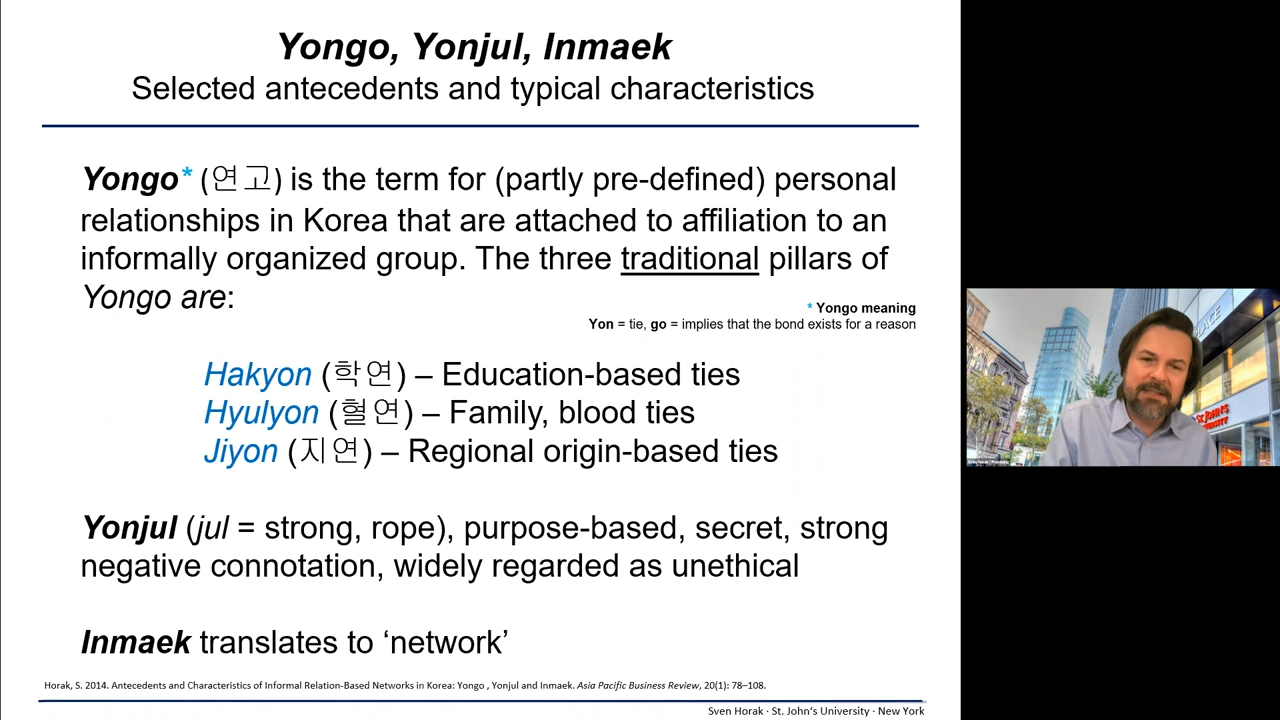 Yongo, Yonjul, Inmaek
Selected antecedents and typical characteristics
Yongo* (연고) is the term for (partly pre-defined) personal
relationships in Korea that are attached to affiliation to an
informally organized group. The three traditional pillars of
Yongo are:
* Yongo meaning
Yon = tie, go = implies that the bond exists for a reason
Hakyon (학연) – Education-based ties
Hyulyon (혈연) – Family, blood ties
Jiyon (지연) – Regional origin-based ties
Yonjul (jul = strong, rope), purpose-based, secret, strong
negative connotation, widely regarded as unethical
Inmaek translates to ‘network’
Horak, S. 2014. Antecedents and Characteristics of Informal Relation-Based Networks in Korea: Yongo , Yonjul and Inmaek. Asia Pacific Business Review, 20(1): 78–108.
Sven Horak · St. John‘s University · New York
PLACE
ST. JOHN'S